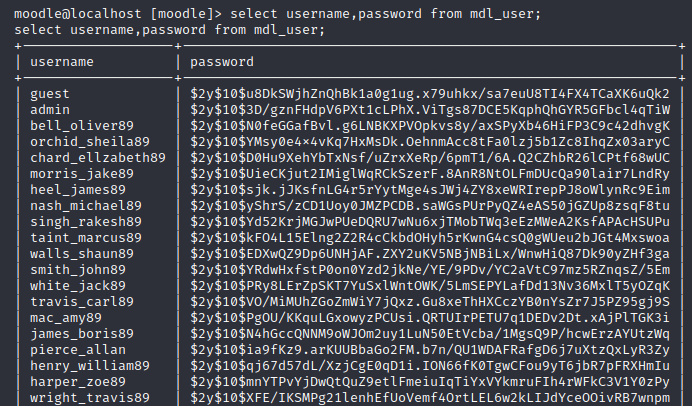 moodle@localhost [moodle]> select username,password from mdl_user;
select username,password from mdl_user;
| username | password |
| guest | $2y$10$u8DkSWjhZnQhBk1a0g1ug.x79uhkx/sa7euU8TI4FX4TCaXK6uQk2
| admin | $2y$10$3D/gznFHdpV6PXt1cLPhX.ViTgs87DCE5KqphQhGYR5GFbcl4qTiW
| bell_oliver89 | $2y$10$N0feGGafBvl.g6LNBKXPVOpkvs8y/axSPyXb46HiFP3C9c42dhvgK
| orchid_sheila89 | $2y$10$YMsy0e4x4vKq7HxMsDk.OehnmAcc8tFa0lzj5b1Zc8IhqZx03aryC
| chard_ellzabeth89 | $2y$10$D0Hu9XehYbTxNsf/uZrxXeRp/6pmT1/6A.Q2CZhbR26lCPtf68wUC
| morris_jake89 | $2y$10$UieCKjut2IMiglWqRCkSzerF.8AnR8NtOLFmDUcQa90lair7LndRy
| heel_james89 | $2y$10$sjk.jJKsfnLG4r5rYytMge4sJWj4ZY8xeWRIrepPJ8oWlynRc9Eim
| nash_michael89 | $2y$10$yShrS/zCD1Uoy0JMZPCDB.saWGsPUrPyQZ4eAS50jGZUp8zsqF8tu
| singh_rakesh89 | $2y$10$Yd52KrjMGJwPUeDQRU7wNu6xjTMobTWq3eEzMWeA2KsfAPAcHSUPu
| taint_marcus89 | $2y$10$kFO4L15Elng2Z2R4cCkbdOHyh5rKwnG4csQ0gWUeu2bJGt4Mxswoa
| walls_shaun89 | $2y$10$EDXwQZ9Dp6UNHjAF.ZXY2uKV5NBjNBiLx/WnwHiQ87Dk90yZHf3ga
| smith_john89 | $2y$10$YRdwHxfstP0on0Yzd2jkNe/YE/9PDv/YC2aVtC97mz5RZnqsZ/5Em
| white_jack89 | $2y$10$PRy8LErZpSKT7YuSxlWntOWK/5LmSEPYLafDd13Nv36MxlT5yOZqK
| travis_carl89 | $2y$10$VO/MiMUhZGoZmWiY7jQxz.Gu8xeThHXCczYB0nYsZr7J5PZ95gj9S
| mac_amy89 | $2y$10$PgOU/KKquLGxowyzPCUsi.QRTUIrPETU7q1DEDv2Dt.xAjPlTGK3i
| james_boris89 | $2y$10$N4hGccQNNM9oWJOm2uy1LuN50EtVcba/1MgsQ9P/hcwErzAYUtzWq
| pierce_allan | $2y$10$ia9fKz9.arKUUBbaGo2FM.b7n/QU1WDAFRafgD6j7uXtzQxLyR3Zy
| henry_william89 | $2y$10$qj67d57dL/XzjCgE0qD1i.ION66fK0TgwCFou9yT6jbR7pFRXHmIu
| harper_zoe89 | $2y$10$mnYTPvYjDwQtQuZ9etlFmeiuIqTiYxVYkmruFIh4rWFkC3V1Y0zPy
| wright_travis89 | $2y$10$XFE/IKSMPg21lenhEfUoVemf4OrtLEL6w2kLIJdYceOOivRB7wnpm